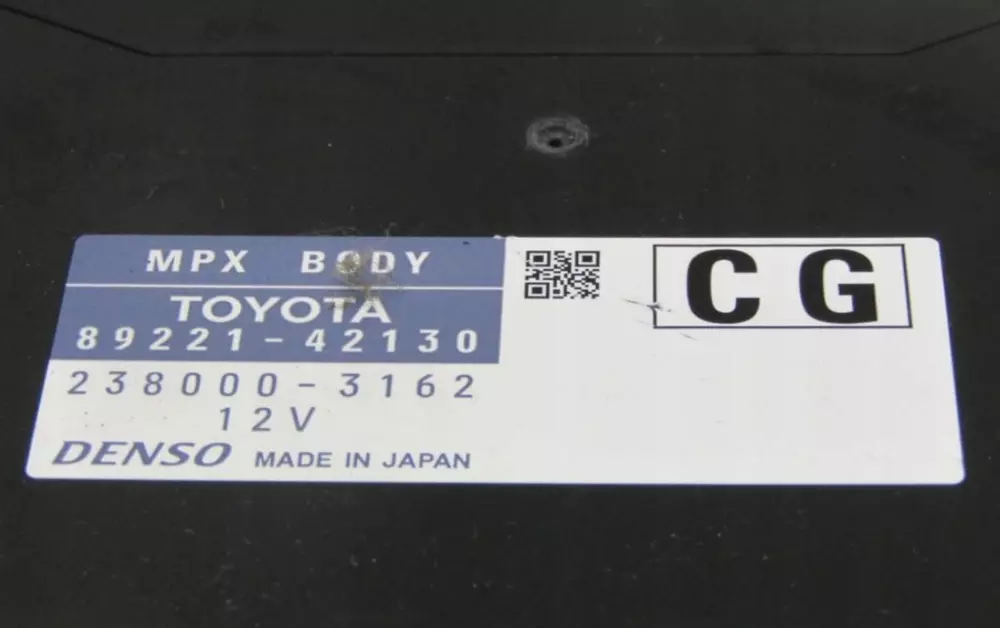 MPX BODY
TOYOTA
89221-42130
238000-3162
12V
DENSO MADE IN JAPAN
CG